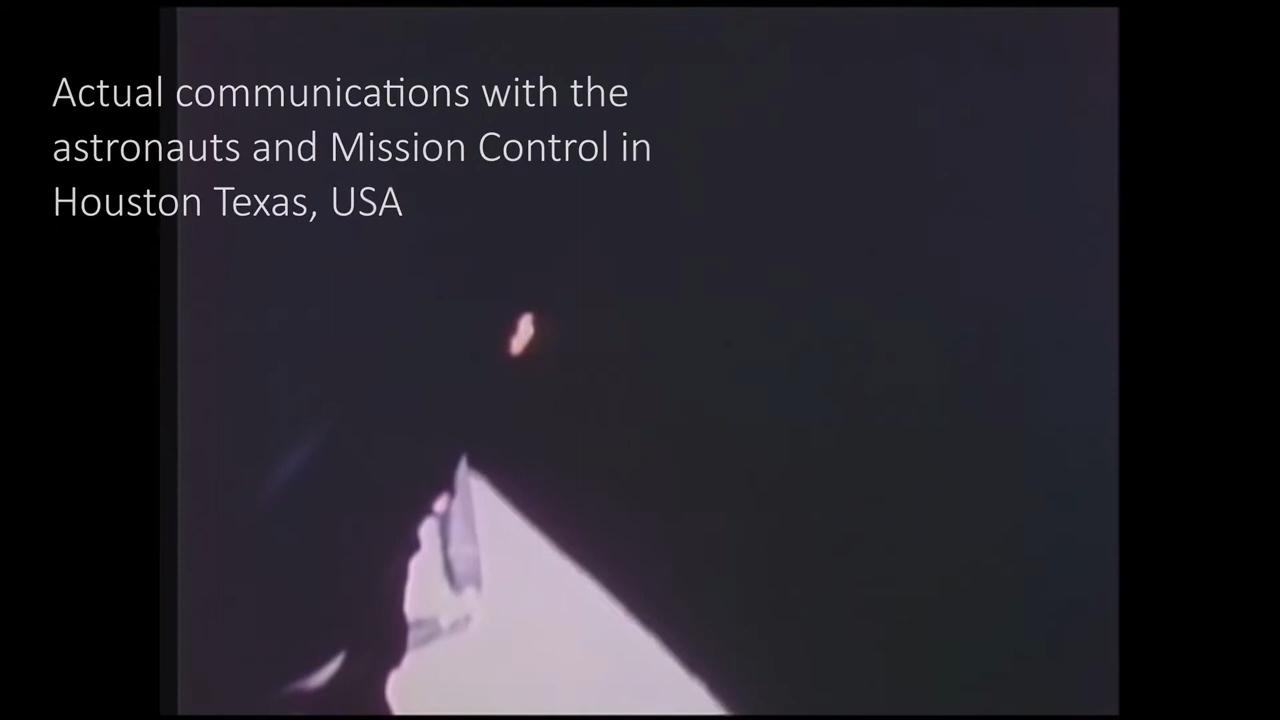 Actual communications with the
astronauts and Mission Control in
Houston Texas, USA